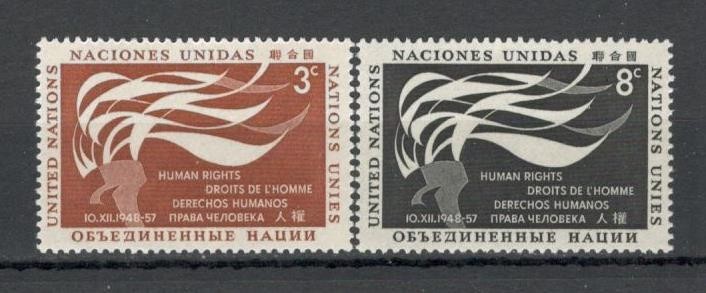 NACIONES UNIDAS 聯合國
UNITED NATIONS
3c
HUMAN RIGHTS
DROITS DE L'HOMME
DERECHOS HUMANOS
10.XII.1948-57 ПРАВА ЧЕЛОВЕКА 人權
NATIONS UNIES
ОБЪЕДИНЕННЫЕ НАЦИИ
NACIONES UNIDAS 聯合國
UNITED NATIONS
8c
HUMAN RIGHTS
DROITS DE L'HOMME
DERECHOS HUMANOS
10.XII.1948-57 ПРАВА ЧЕЛОВЕКА 人權
NATIONS UNIES
ОБЪЕДИНЕННЫЕ НАЦИИ